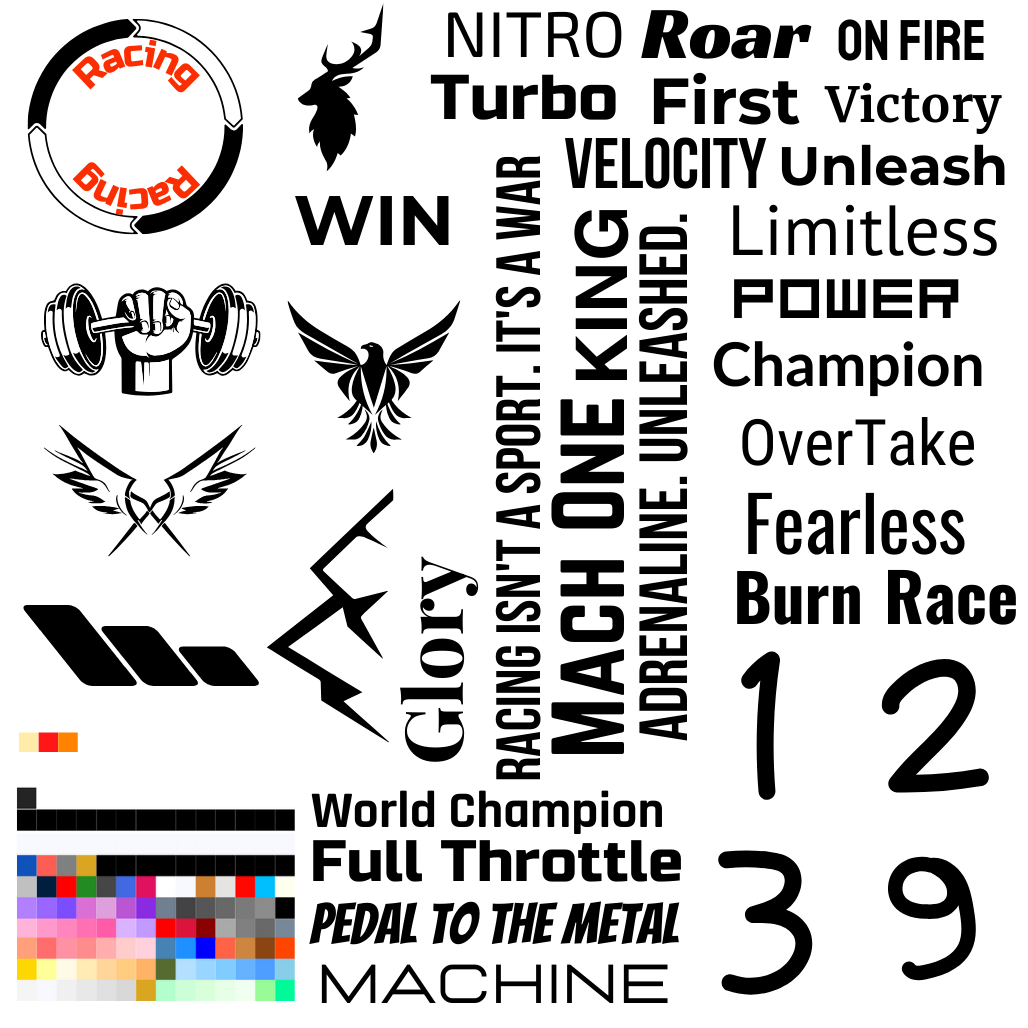 Racing
Racing
NITRO
Roar
ON FIRE
Turbo
First
Victory
VELOCITY
Unleash
WIN
Limitless
POWER
Champion
OverTake
Fearless
Burn Race
Glory
RACING ISN'T A SPORT. IT'S A WAR
MACH ONE KING
ADRENALINE. UNLEASHED.
1 2
World Champion
Full Throttle
PEDAL TO THE METAL
MACHINE
3 9